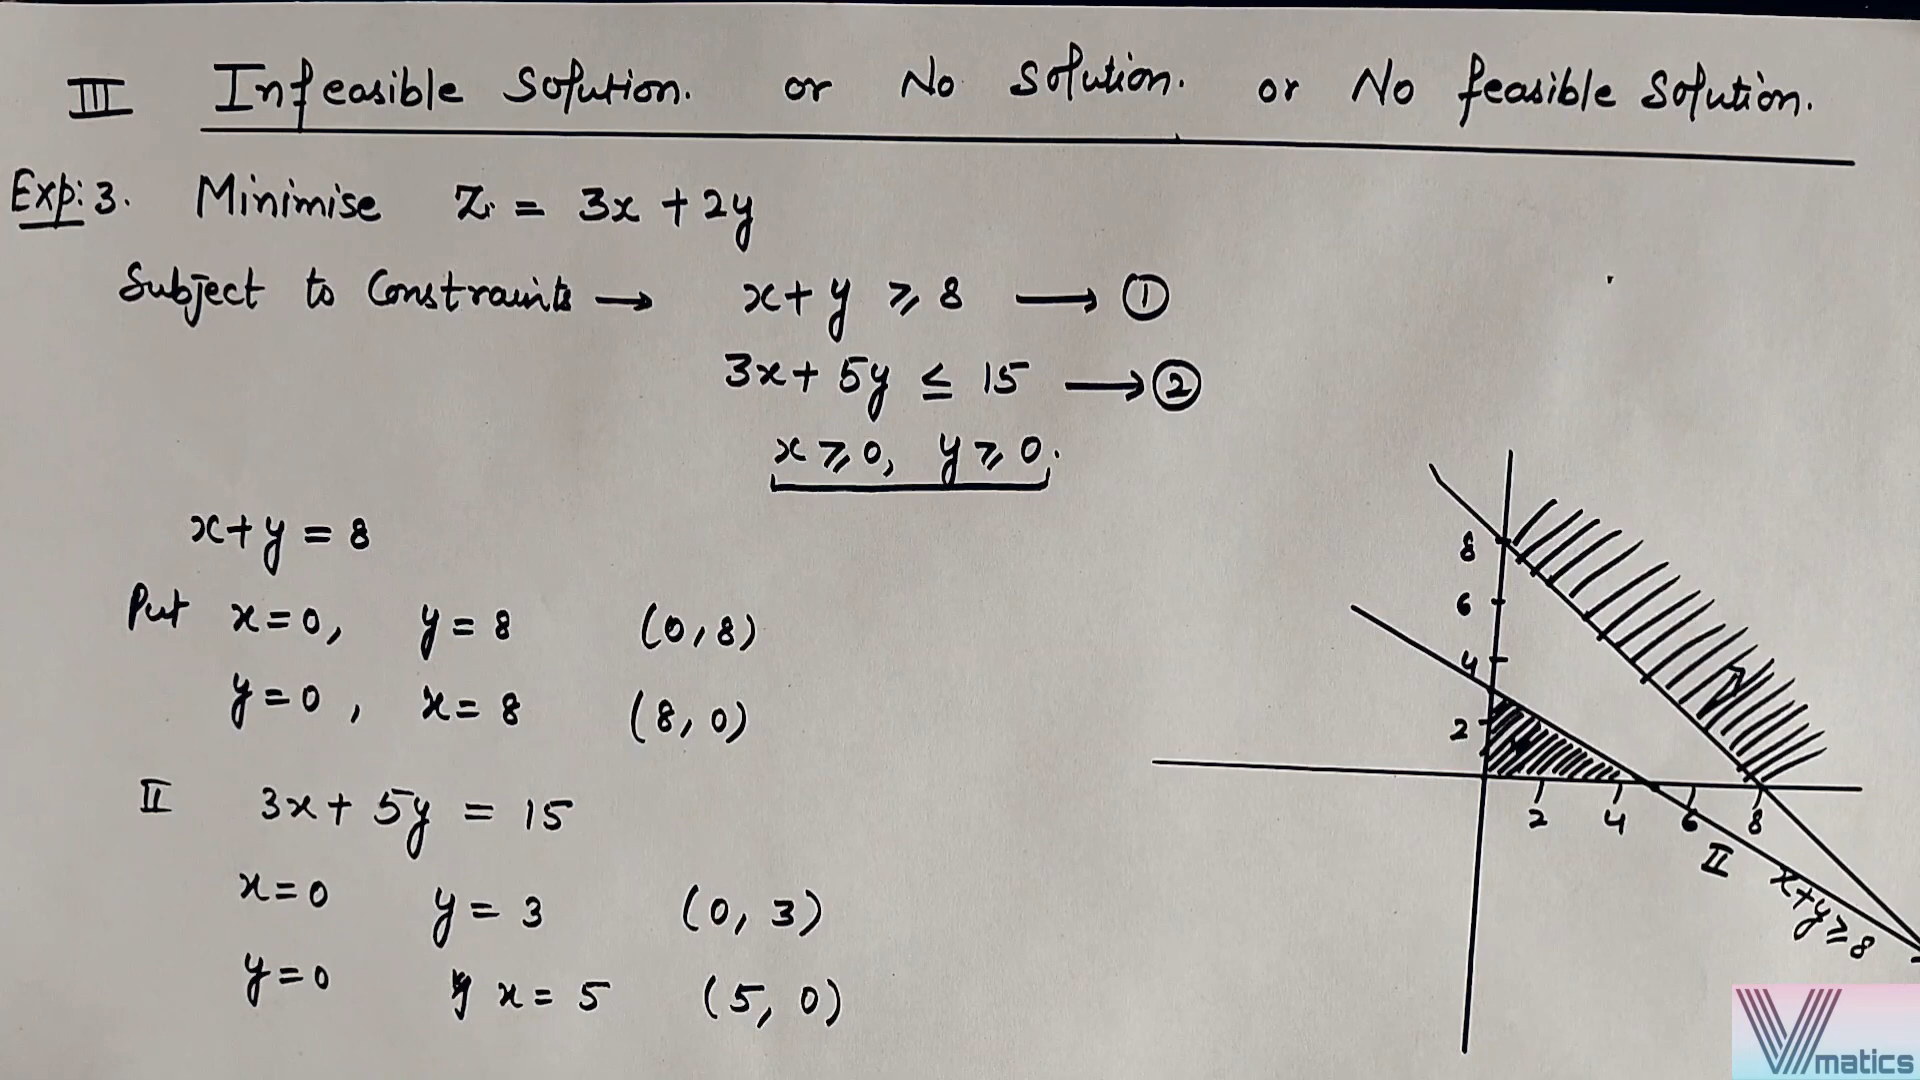 III Infeasible Solution. or No Solution. or No feasible Solution.
Exp: 3. Minimise Z = 3x + 2y
Subject to Constraints → x + y ≥ 8 → ①
3x + 5y ≤ 15 → ②
x ≥ 0, y ≥ 0.
x + y = 8
Put x = 0, y = 8 (0, 8)
y = 0, x = 8 (8, 0)
II 3x + 5y = 15
x = 0 y = 3 (0, 3)
y = 0 x = 5 (5, 0)
8
6
4
2
2 4 6 8
II
x + y ≥ 8
Vmatics